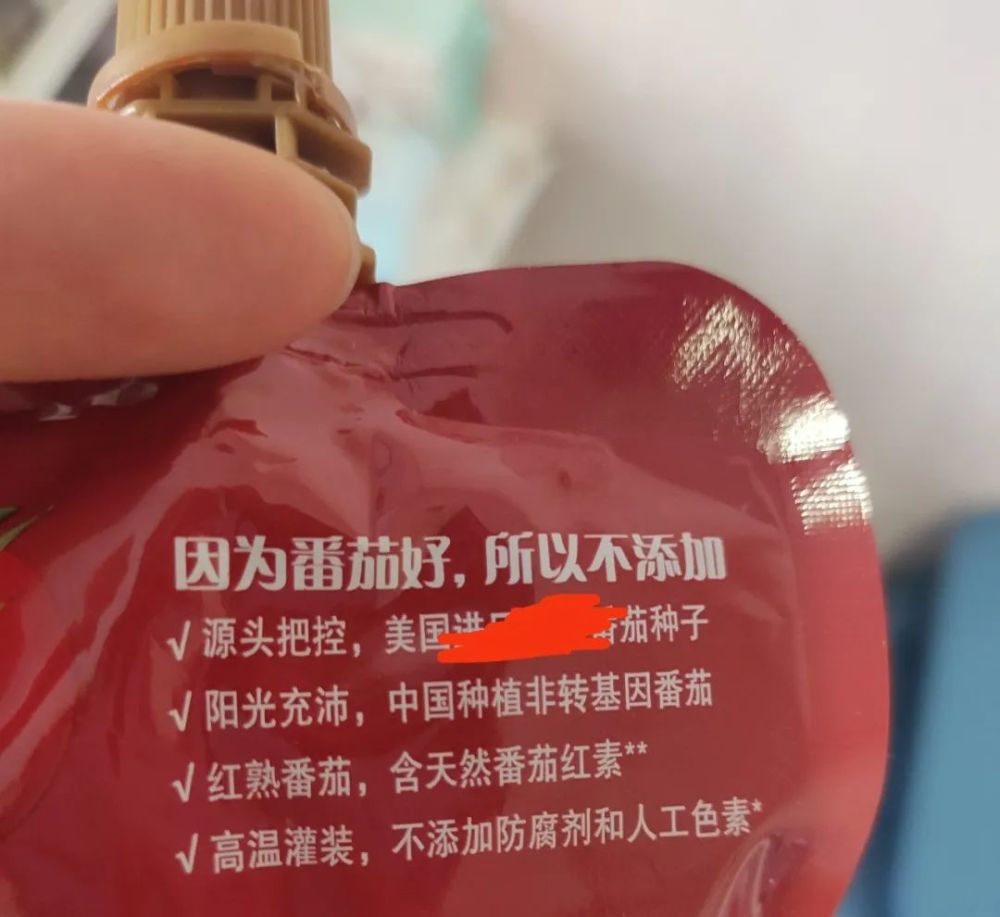 因为番茄好,所以不添加
√ 源头把控，美国进 番茄种子
√ 阳光充沛，中国种植非转基因番茄
√ 红熟番茄，含天然番茄红素**
√ 高温灌装，不添加防腐剂和人工色素*